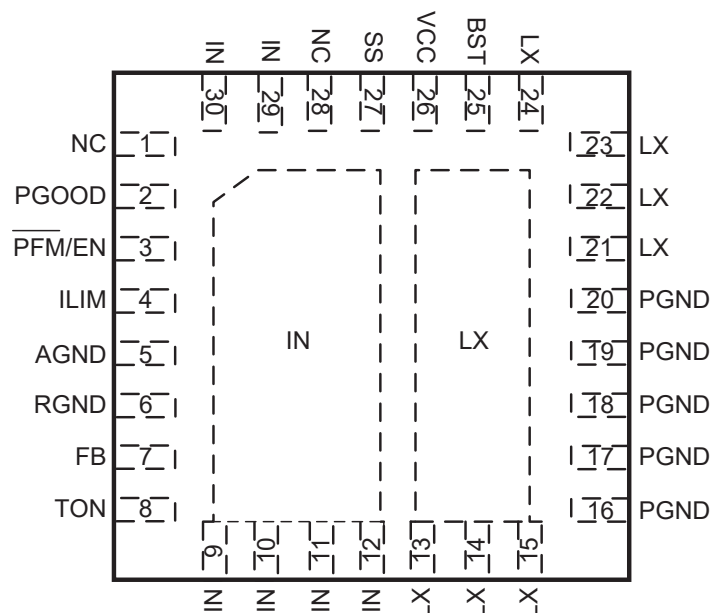 IN
IN
NC
SS
VCC
BST
LX
30
29
28
27
26
25
24
NC 1
PGOOD 2
PFM/EN 3
ILIM 4
AGND 5
RGND 6
FB 7
TON 8
IN
LX
23 LX
22 LX
21 LX
20 PGND
19 PGND
18 PGND
17 PGND
16 PGND
9
10
11
12
13
14
15
IN
IN
IN
IN
LX
LX
LX